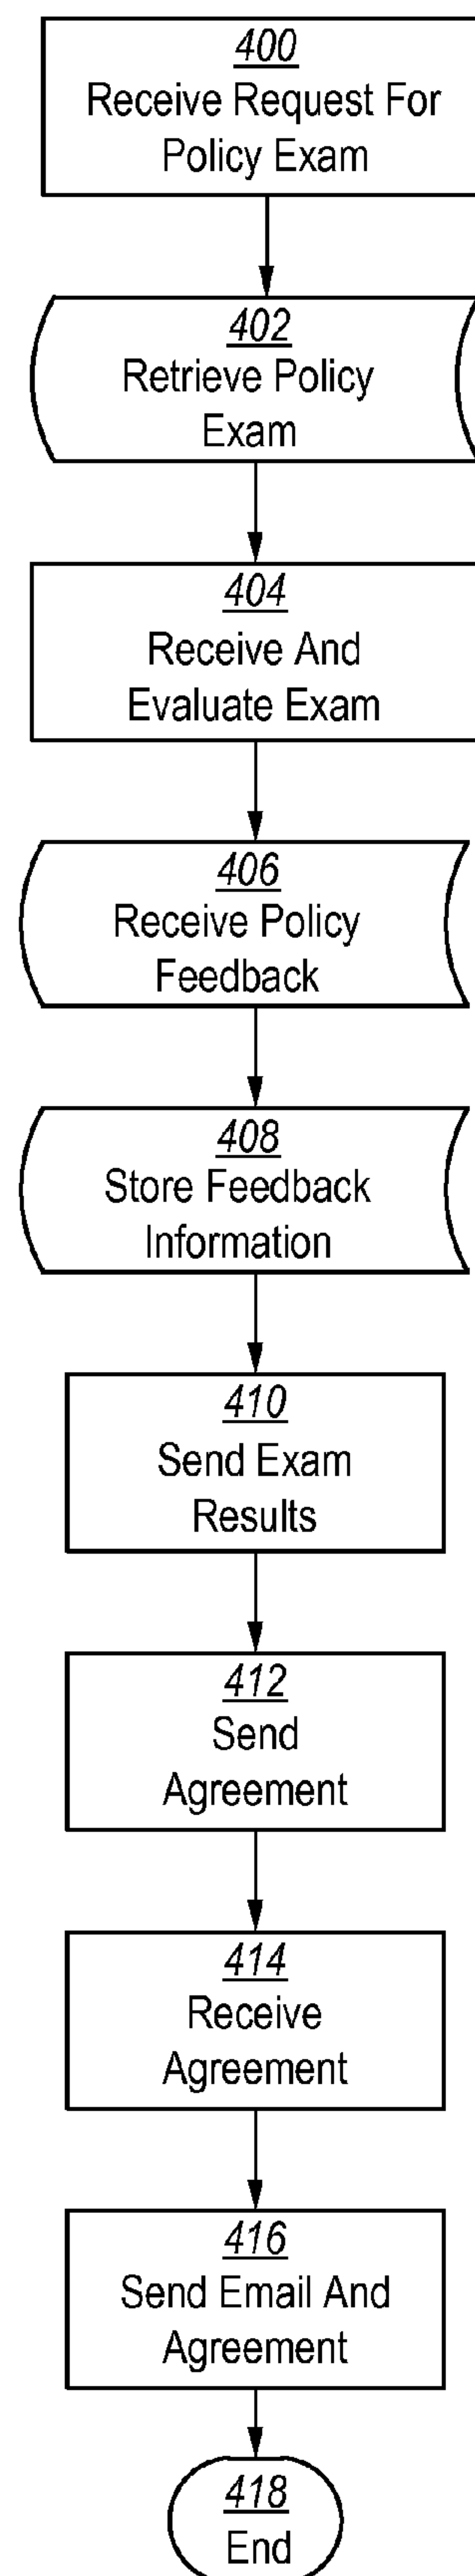 400
Receive Request For
Policy Exam
402
Retrieve Policy
Exam
404
Receive And
Evaluate Exam
406
Receive Policy
Feedback
408
Store Feedback
Information
410
Send Exam
Results
412
Send
Agreement
414
Receive
Agreement
416
Send Email And
Agreement
418
End